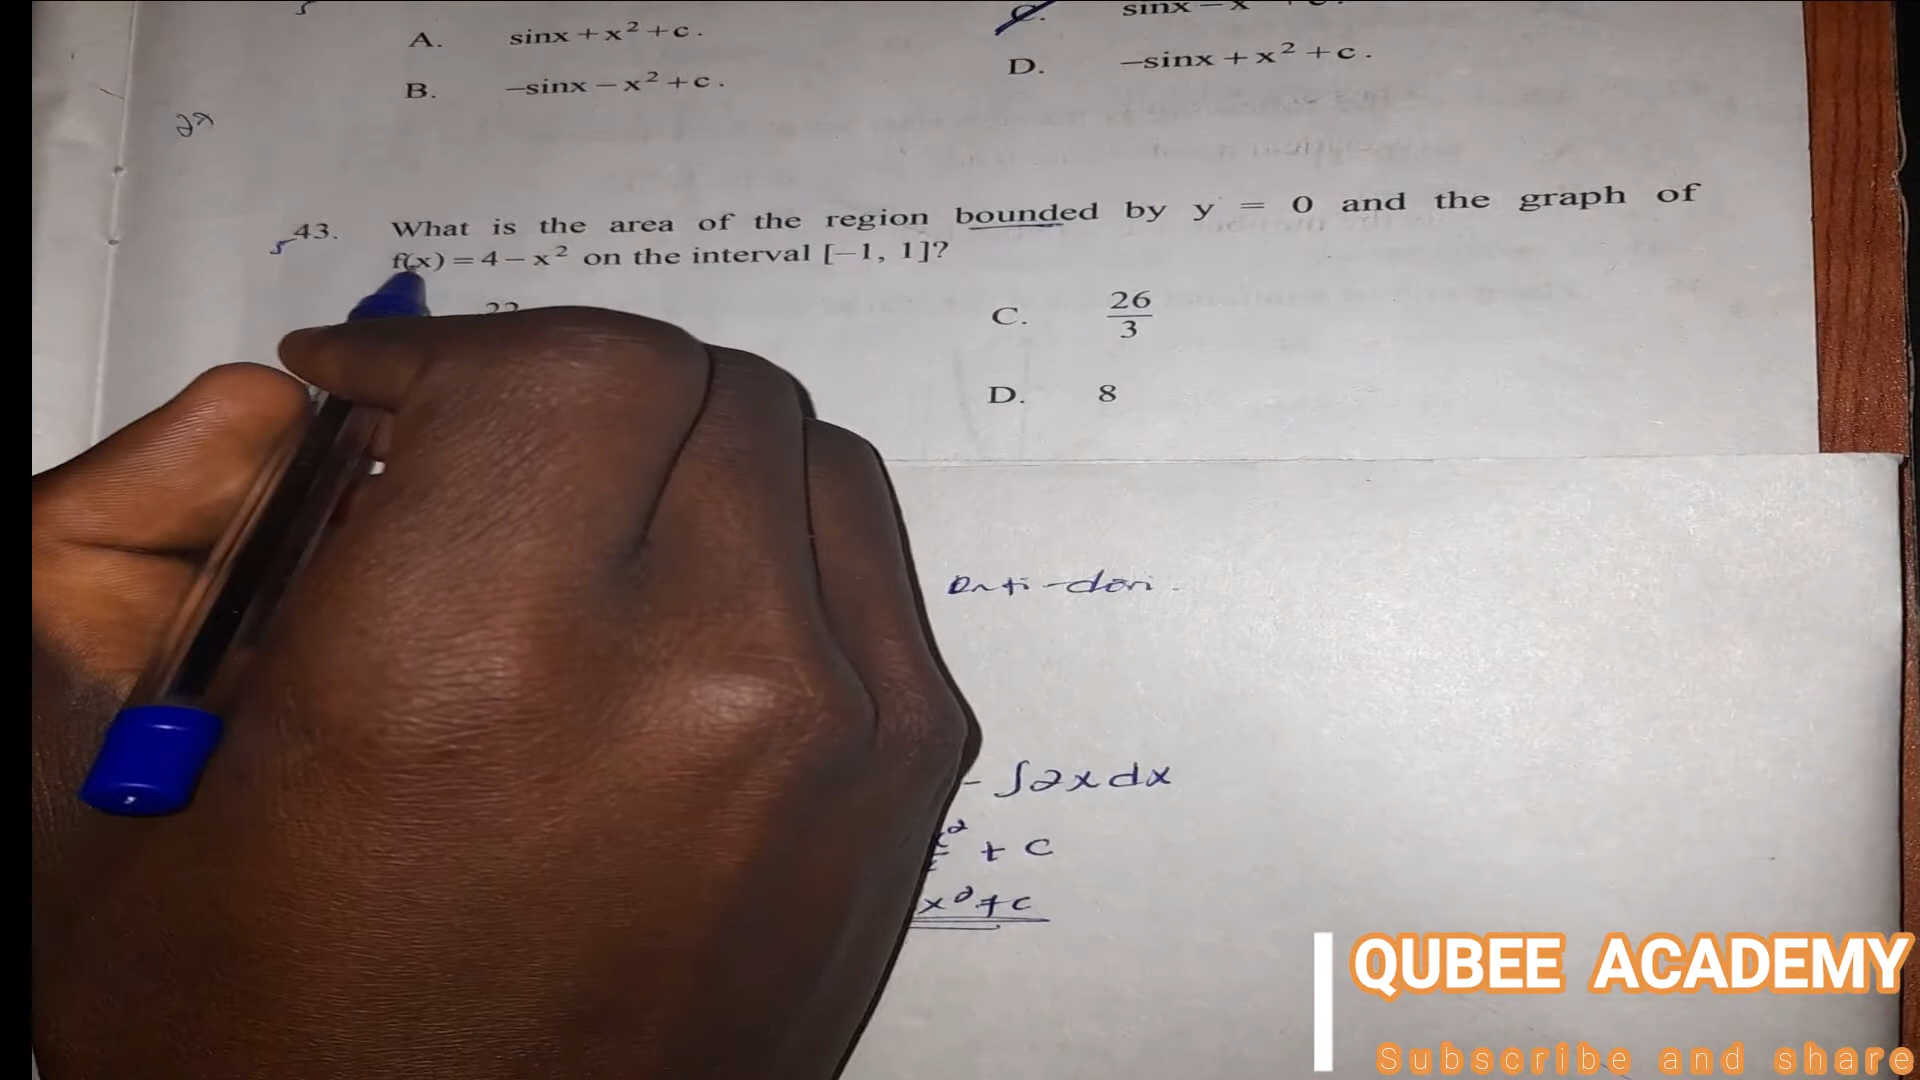 A. sinx + x² + c . sinx – x
B. –sinx – x² + c . D. –sinx + x² + c .
43. What is the area of the region bounded by y = 0 and the graph of
f(x) = 4 – x² on the interval [–1, 1]?
C. 26/3
D. 8
- ∫2x dx
+ c
x² + c
QUBEE ACADEMY
Subscribe and share